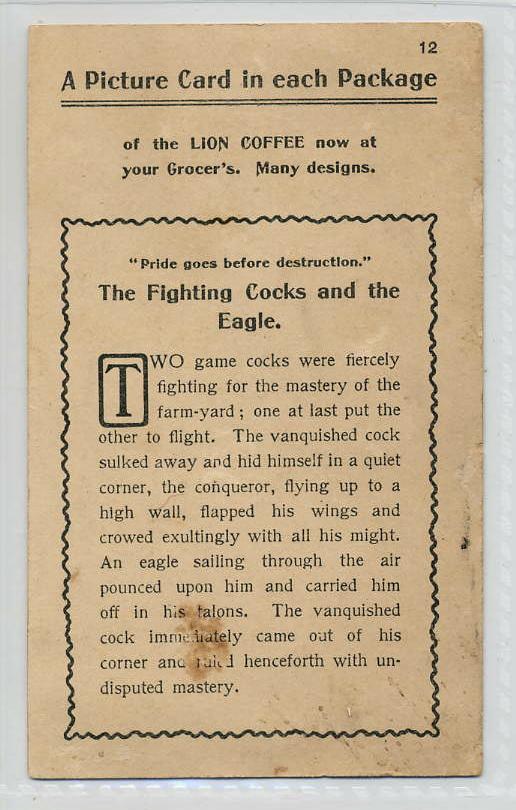 12
A Picture Card in each Package
of the LION COFFEE now at
your Grocer's. Many designs.
"Pride goes before destruction."
The Fighting Cocks and the
Eagle.
TWO game cocks were fiercely
fighting for the mastery of the
farm-yard; one at last put the
other to flight. The vanquished cock
sulked away and hid himself in a quiet
corner, the conqueror, flying up to a
high wall, flapped his wings and
crowed exultingly with all his might.
An eagle sailing through the air
pounced upon him and carried him
off in his talons. The vanquished
cock immediately came out of his
corner and ruled henceforth with un-
disputed mastery.